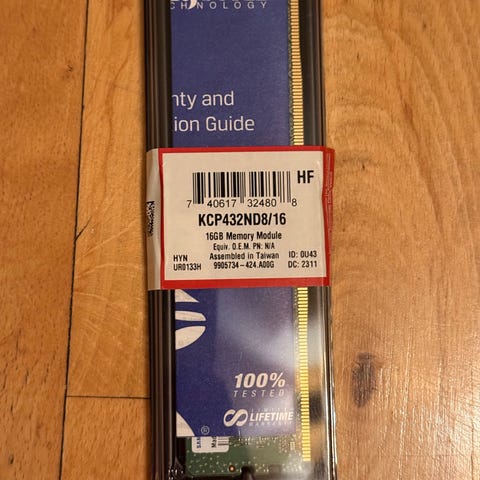 CHNOLOGY
nty and
ion Guide
HF
7 40617 32480 8
KCP432ND8/16
16GB Memory Module
Equiv. O.E.M. PN: N/A
HYN Assembled in Taiwan ID: 0U43
UR0133H 9905734-424.A00G DC: 2311
100%
TESTED
LIFETIME
WARRANTY
®